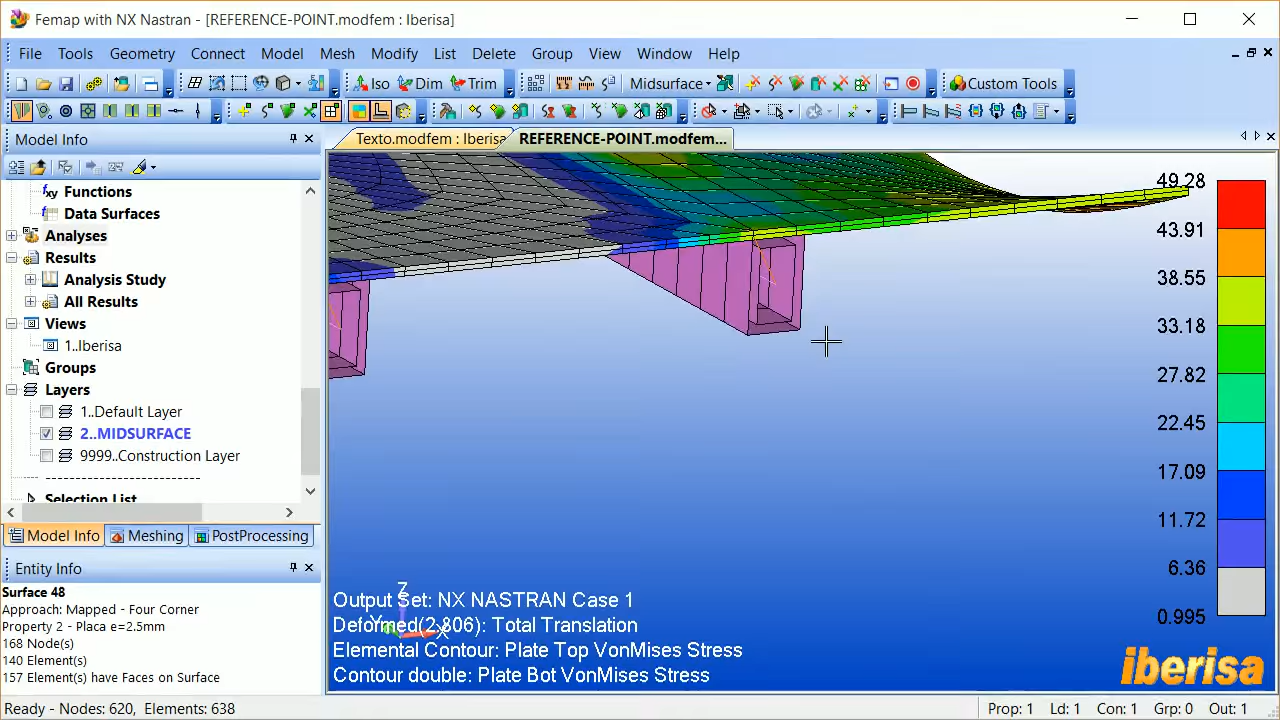 Femap with NX Nastran - [REFERENCE-POINT.modfem : Iberisa]
File Tools Geometry Connect Model Mesh Modify List Delete Group View Window Help
Iso Dim Trim Midsurface Custom Tools
Model Info
Texto.modfem : Iberisa REFERENCE-POINT.modfem...
Functions
Data Surfaces
Analyses
Results
Analysis Study
All Results
Views
1..Iberisa
Groups
Layers
1..Default Layer
2..MIDSURFACE
9999..Construction Layer
Selection List
Model Info Meshing PostProcessing
Entity Info
Surface 48
Approach: Mapped - Four Corner
Property 2 - Placa e=2.5mm
168 Node(s)
140 Element(s)
157 Element(s) have Faces on Surface
49.28
43.91
38.55
33.18
27.82
22.45
17.09
11.72
6.36
0.995
Z
Y
X
Output Set: NX NASTRAN Case 1
Deformed(2.806): Total Translation
Elemental Contour: Plate Top VonMises Stress
Contour double: Plate Bot VonMises Stress
iberisa
Ready - Nodes: 620, Elements: 638
Prop: 1 Ld: 1 Con: 1 Grp: 0 Out: 1